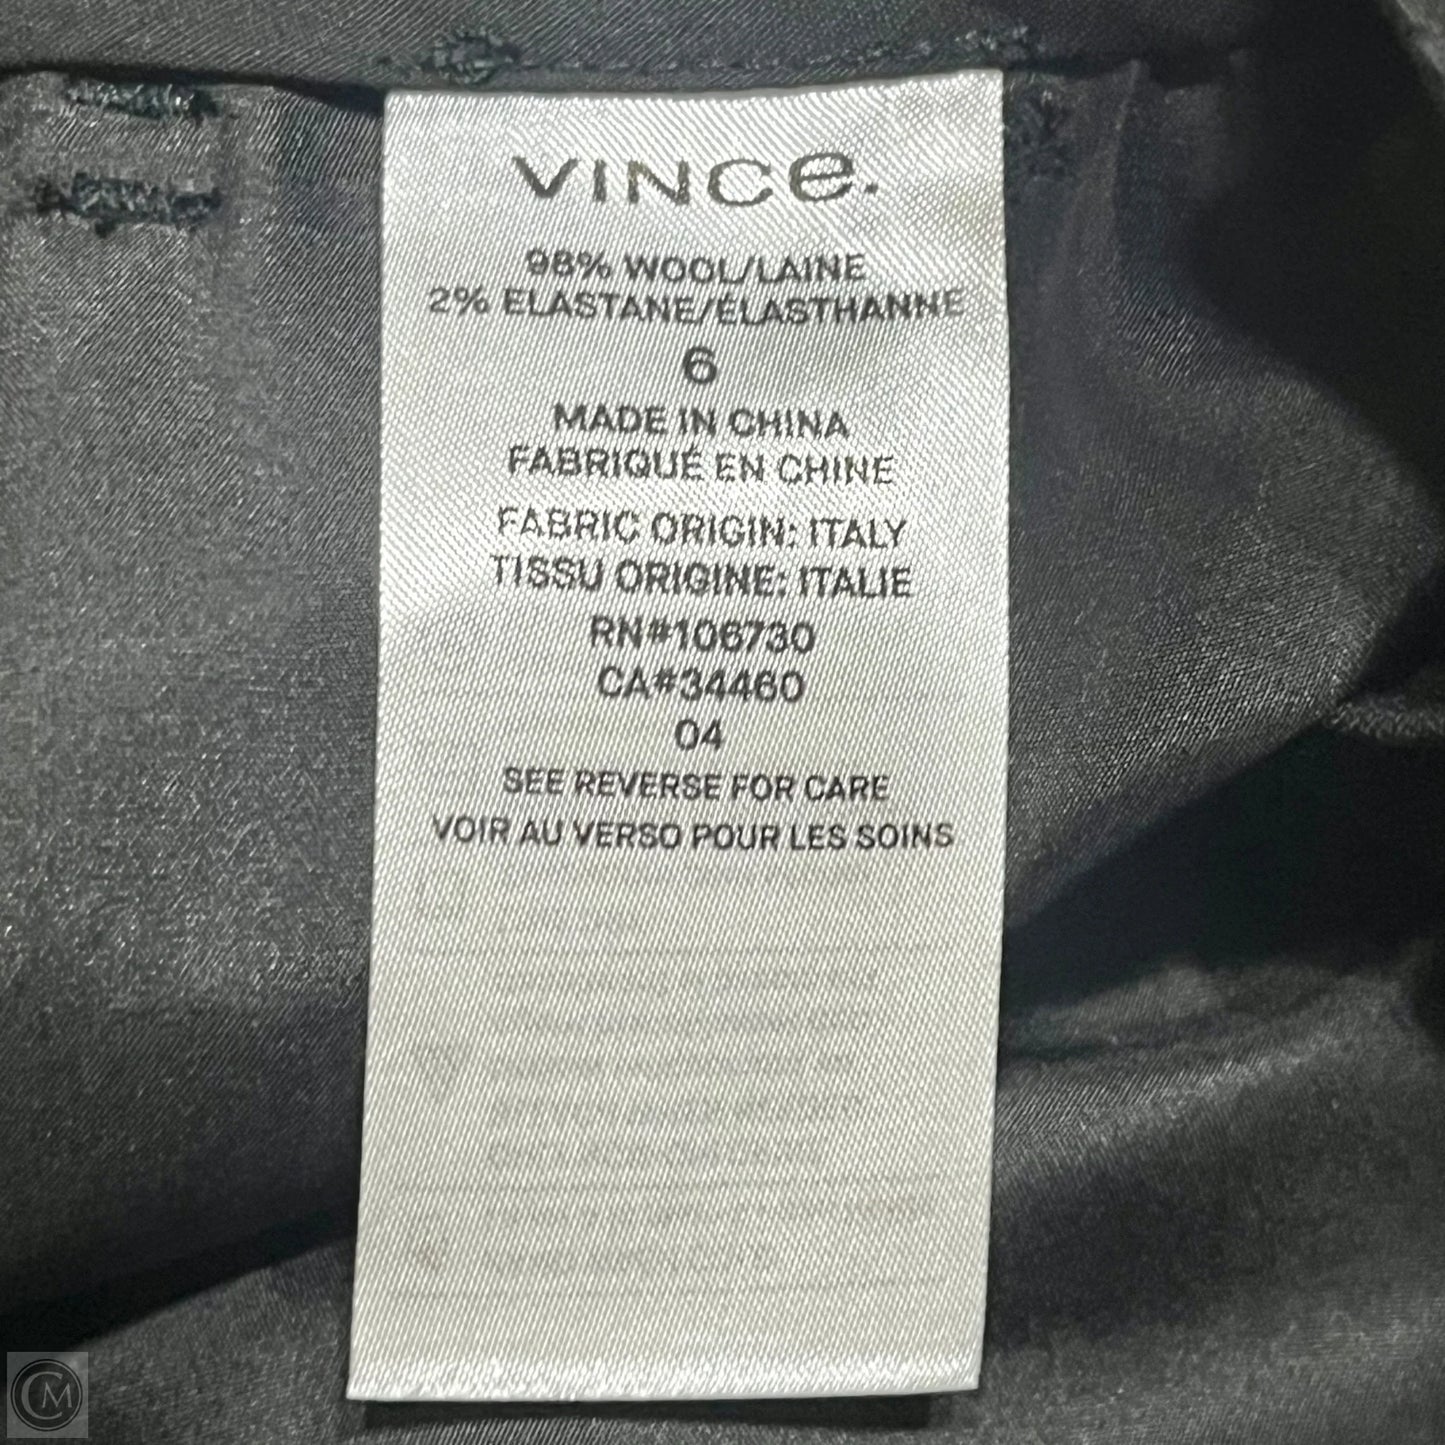 VINCe.
98% WOOL/LAINE
2% ELASTANE/ÉLASTHANNE
6
MADE IN CHINA
FABRIQUÉ EN CHINE
FABRIC ORIGIN: ITALY
TISSU ORIGINE: ITALIE
RN#106730
CA#34460
04
SEE REVERSE FOR CARE
VOIR AU VERSO POUR LES SOINS
CM